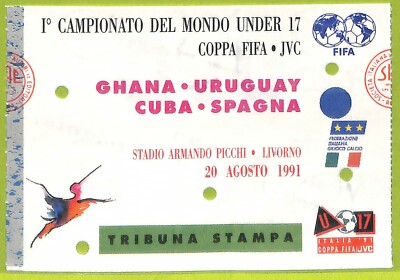 I° CAMPIONATO DEL MONDO UNDER 17
COPPA FIFA • JVC
FIFA
GHANA • URUGUAY
CUBA • SPAGNA
STADIO ARMANDO PICCHI • LIVORNO
20 AGOSTO 1991
FEDERAZIONE
ITALIANA
GIUOCO CALCIO
TRIBUNA STAMPA
U 17
ITALIA '91
COPPA FIFA JVC